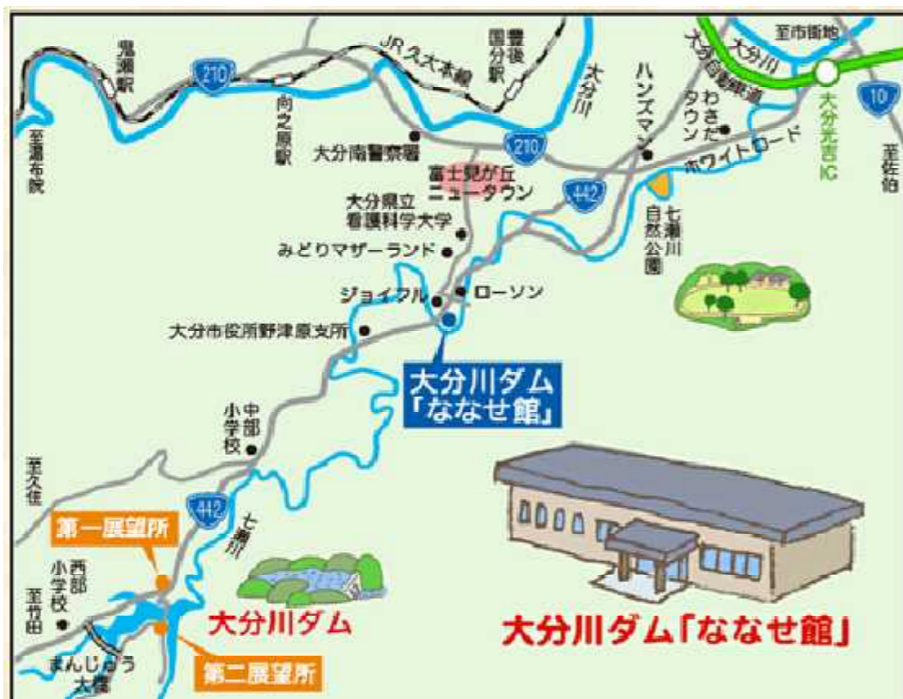 鬼瀬駅
至湯布院
210
JR久大本線
向之原駅
豊後
国分駅
大分川
大分南警察署
210
富士見が丘
ニュータウン
大分県立
看護科学大学
みどりマザーランド
ジョイフル
ローソン
大分市役所野津原支所
442
ハンズマン
わさだ
タウン
大分自動車道
大分川
至市街地
ホワイトロード
大分光吉IC
10
至佐伯
七瀬川
自然公園
大分川ダム
「ななせ館」
中部
小学校
至久住
442
七瀬川
第一展望所
西部
小学校
至竹田
まんじゅう
大橋
大分川ダム
第二展望所
大分川ダム「ななせ館」